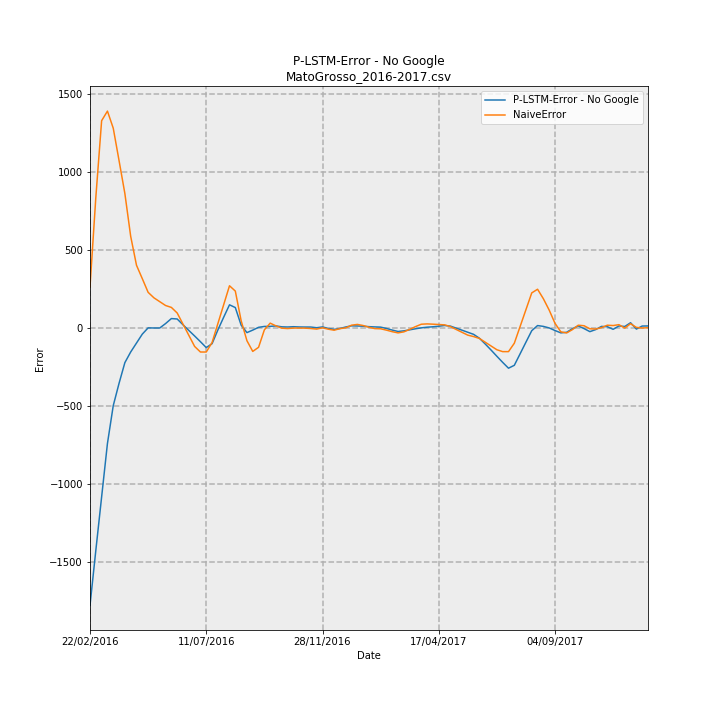 P-LSTM-Error - No Google
MatoGrosso_2016-2017.csv
P-LSTM-Error - No Google
NaiveError
1500
1000
500
0
−500
−1000
−1500
Error
22/02/2016
11/07/2016
28/11/2016
17/04/2017
04/09/2017
Date